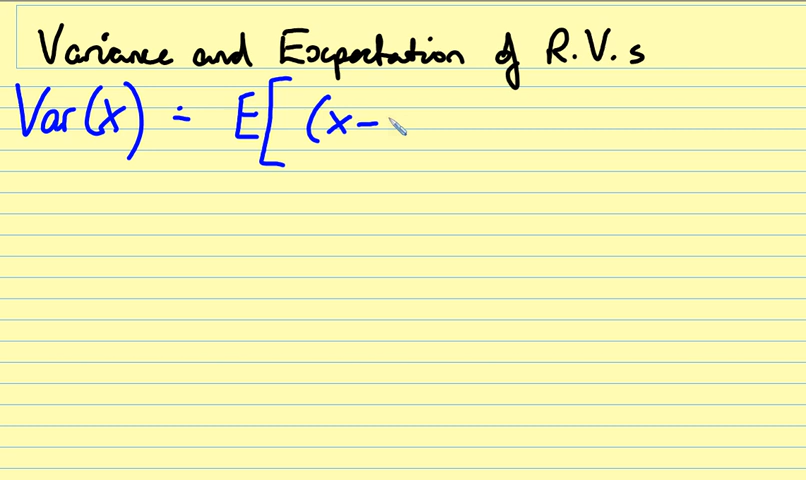 Variance and Expectation of R.V.s
Var(X) = E[ (X-